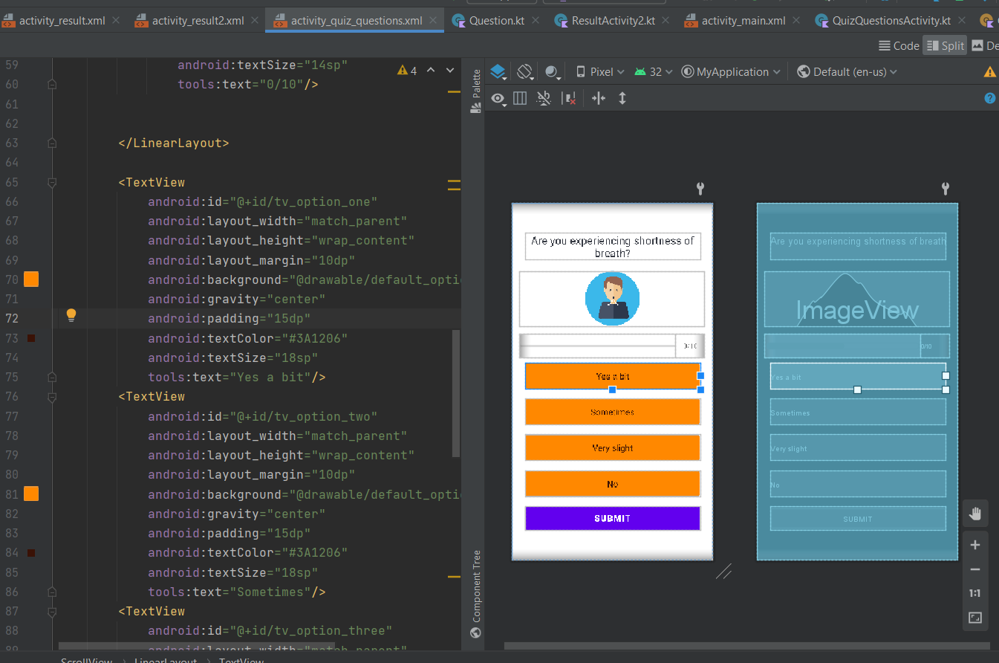 activity_result.xml activity_result2.xml activity_quiz_questions.xml Question.kt ResultActivity2.kt activity_main.xml QuizQuestionsActivity.kt
Code Split De
59 android:textSize="14sp"
60 tools:text="0/10"/>
61
62
63 </LinearLayout>
64
65 <TextView
66 android:id="@+id/tv_option_one"
67 android:layout_width="match_parent"
68 android:layout_height="wrap_content"
69 android:layout_margin="10dp"
70 android:background="@drawable/default_optio
71 android:gravity="center"
72 android:padding="15dp"
73 android:textColor="#3A1206"
74 android:textSize="18sp"
75 tools:text="Yes a bit"/>
76 <TextView
77 android:id="@+id/tv_option_two"
78 android:layout_width="match_parent"
79 android:layout_height="wrap_content"
80 android:layout_margin="10dp"
81 android:background="@drawable/default_optio
82 android:gravity="center"
83 android:padding="15dp"
84 android:textColor="#3A1206"
85 android:textSize="18sp"
86 tools:text="Sometimes"/>
87 <TextView
88 android:id="@+id/tv_option_three"
89 android:layout_width="match_parent"
ScrollView LinearLayout TextView
4
Palette
Component Tree
Pixel 32 MyApplication Default (en-us)
?
Are you experiencing shortness of
breath?
0/10
Yes a bit
Sometimes
Very slight
No
SUBMIT
Are you experiencing shortness of breath
ImageView
0/10
Yes a bit
Sometimes
Very slight
No
SUBMIT
1:1